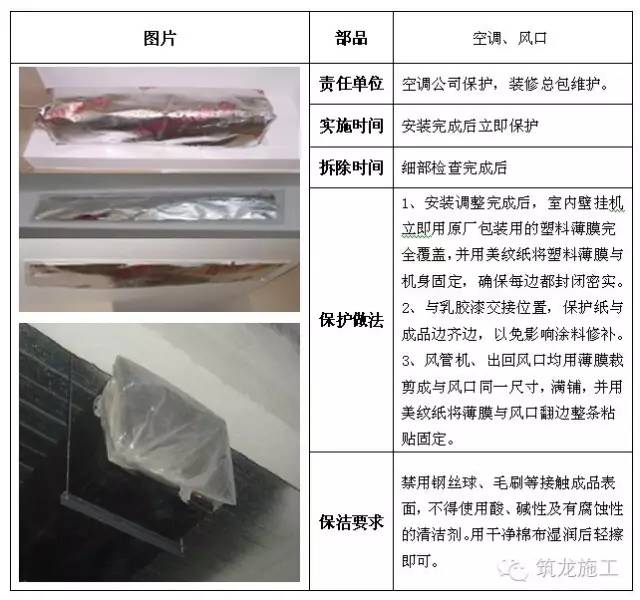 图片
部品
空调、风口
责任单位
空调公司保护，装修总包维护。
实施时间
安装完成后立即保护
拆除时间
细部检查完成后
保护做法
1、安装调整完成后，室内壁挂机
立即用原厂包装用的塑料薄膜完
全覆盖，并用美纹纸将塑料薄膜与
机身固定，确保每边都封闭密实。
2、与乳胶漆交接位置，保护纸与
成品边齐边，以免影响涂料修补。
3、风管机、出回风口均用薄膜裁
剪成与风口同一尺寸，满铺，并用
美纹纸将薄膜与风口翻边整条粘
贴固定。
保洁要求
禁用钢丝球、毛刷等接触成品表
面，不得使用酸、碱性及有腐蚀性
的清洁剂。用干净棉布湿润后轻擦
即可。
筑龙施工